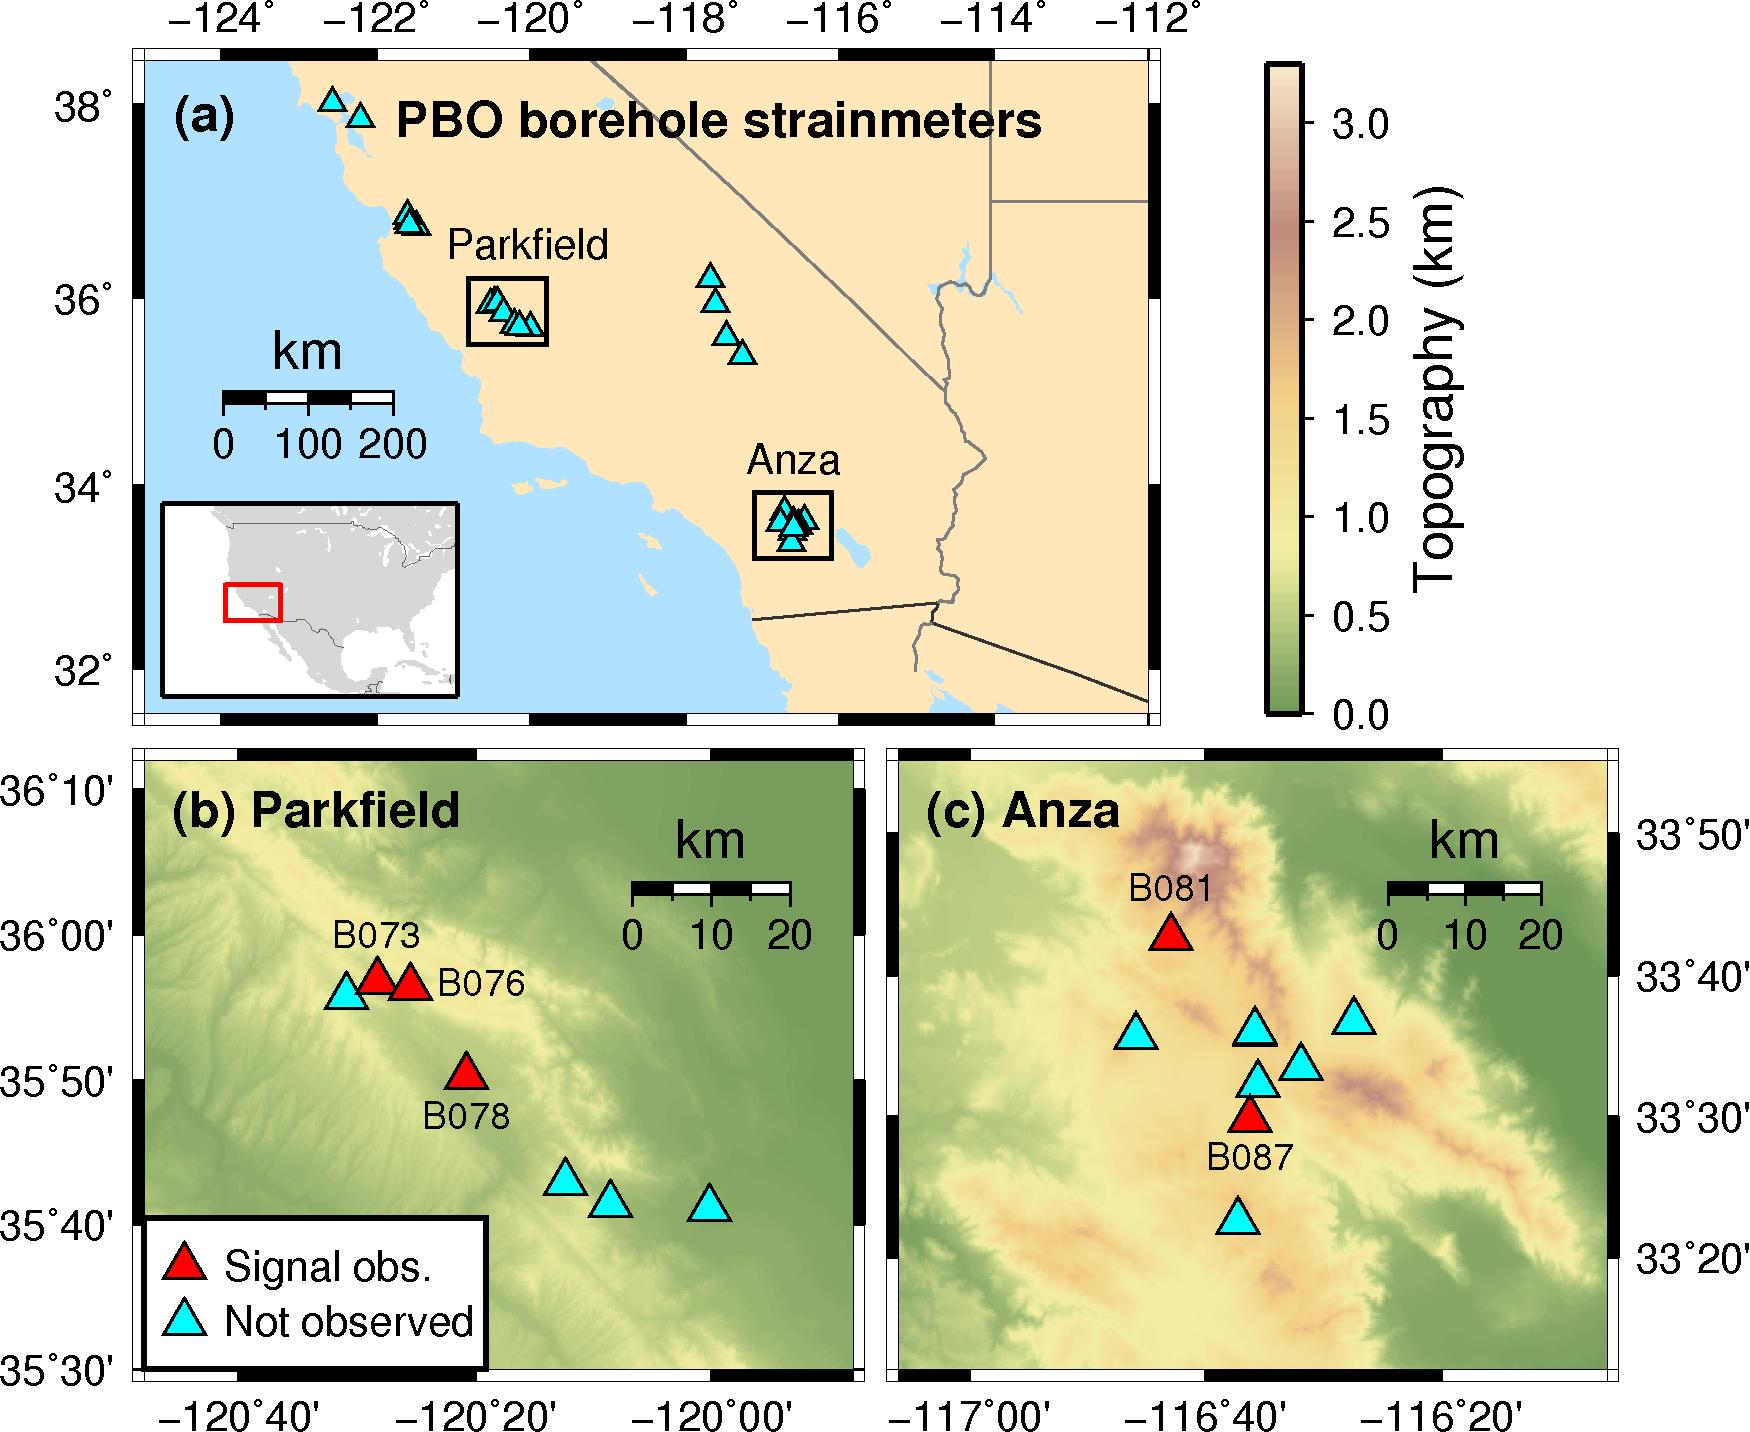 −124° −122° −120° −118° −116° −114° −112°
38°
36°
34°
32°
(a) PBO borehole strainmeters
Parkfield
Anza
km
0 100 200
3.0
2.5
2.0
1.5
1.0
0.5
0.0
Topography (km)
36°10'
36°00'
35°50'
35°40'
35°30'
(b) Parkfield
km
0 10 20
B073
B076
B078
Signal obs.
Not observed
−120°40' −120°20' −120°00'
(c) Anza
km
0 10 20
B081
B087
33°50'
33°40'
33°30'
33°20'
−117°00' −116°40' −116°20'